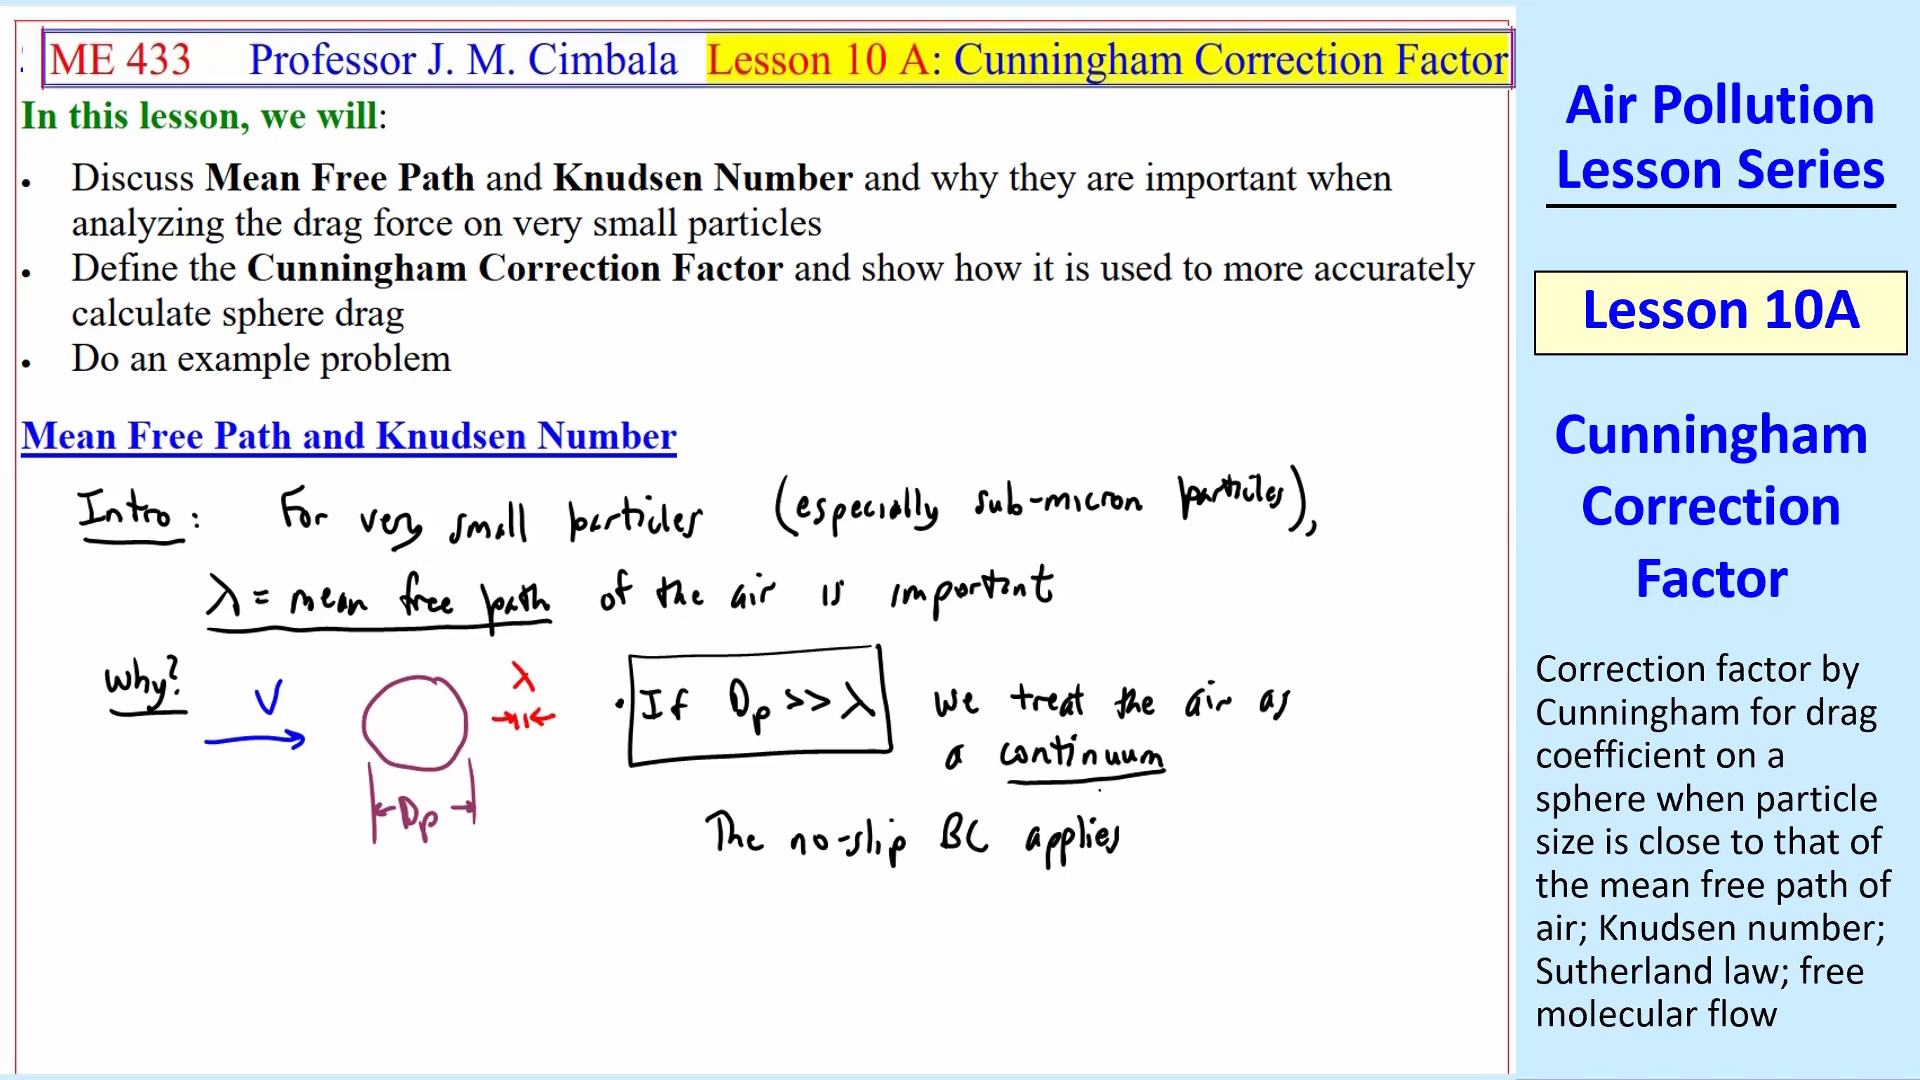 ME 433 Professor J. M. Cimbala Lesson 10 A: Cunningham Correction Factor
In this lesson, we will:
• Discuss Mean Free Path and Knudsen Number and why they are important when
analyzing the drag force on very small particles
• Define the Cunningham Correction Factor and show how it is used to more accurately
calculate sphere drag
• Do an example problem
Mean Free Path and Knudsen Number
Intro: For very small particles (especially sub-micron particles),
λ = mean free path of the air is important
Why?
V
λ
Dp
• If Dp >> λ we treat the air as
a continuum
The no-slip BC applies
Air Pollution
Lesson Series
Lesson 10A
Cunningham
Correction
Factor
Correction factor by
Cunningham for drag
coefficient on a
sphere when particle
size is close to that of
the mean free path of
air; Knudsen number;
Sutherland law; free
molecular flow